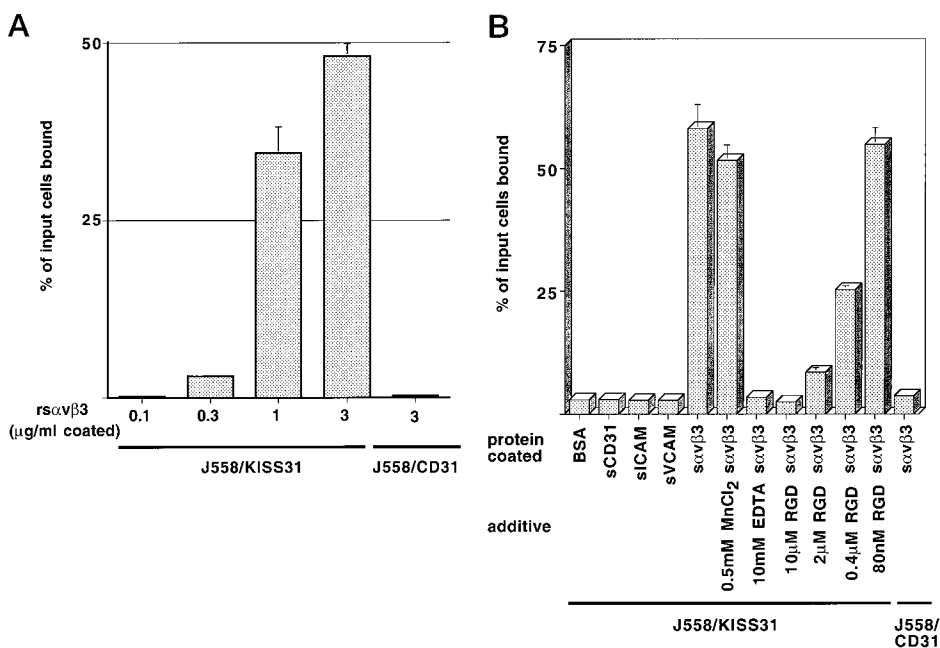 A
% of input cells bound
50
25
rsαvβ3
(μg/ml coated)
0.1
0.3
1
3
3
J558/KISS31
J558/CD31
B
% of input cells bound
75
50
25
protein
coated
BSA
sCD31
sICAM
sVCAM
sαvβ3
sαvβ3
sαvβ3
sαvβ3
sαvβ3
sαvβ3
sαvβ3
sαvβ3
additive
0.5mM MnCl2
10mM EDTA
10μM RGD
2μM RGD
0.4μM RGD
80nM RGD
J558/KISS31
J558/
CD31